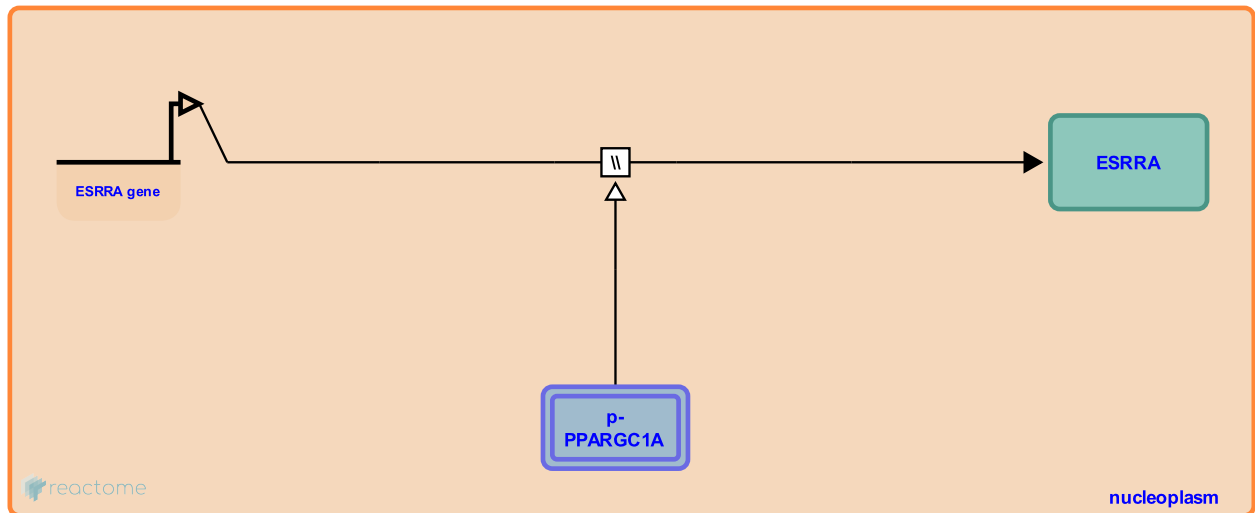 ESRRA gene
\\
ESRRA
p-
PPARGC1A
reactome
nucleoplasm